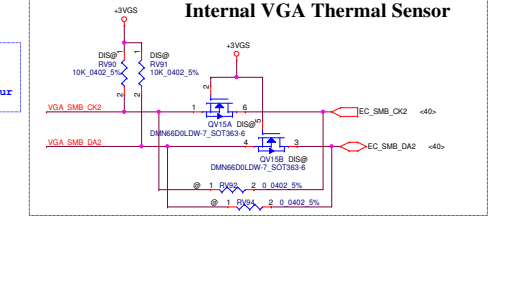 Internal VGA Thermal Sensor
+3VGS
+3VGS
DIS@ 1 1 DIS@
RV90 RV91
10K_0402_5% 10K_0402_5%
2 2
2
ur
VGA_SMB_CK2 1 6 EC_SMB_CK2 <40>
QV15A DIS@ 5
DMN66D0LDW-7_SOT363-6
VGA_SMB_DA2 4 3 EC_SMB_DA2 <40>
QV15B DIS@
DMN66D0LDW-7_SOT363-6
@ 1 RV92 2 0_0402_5%
@ 1 RV94 2 0_0402_5%